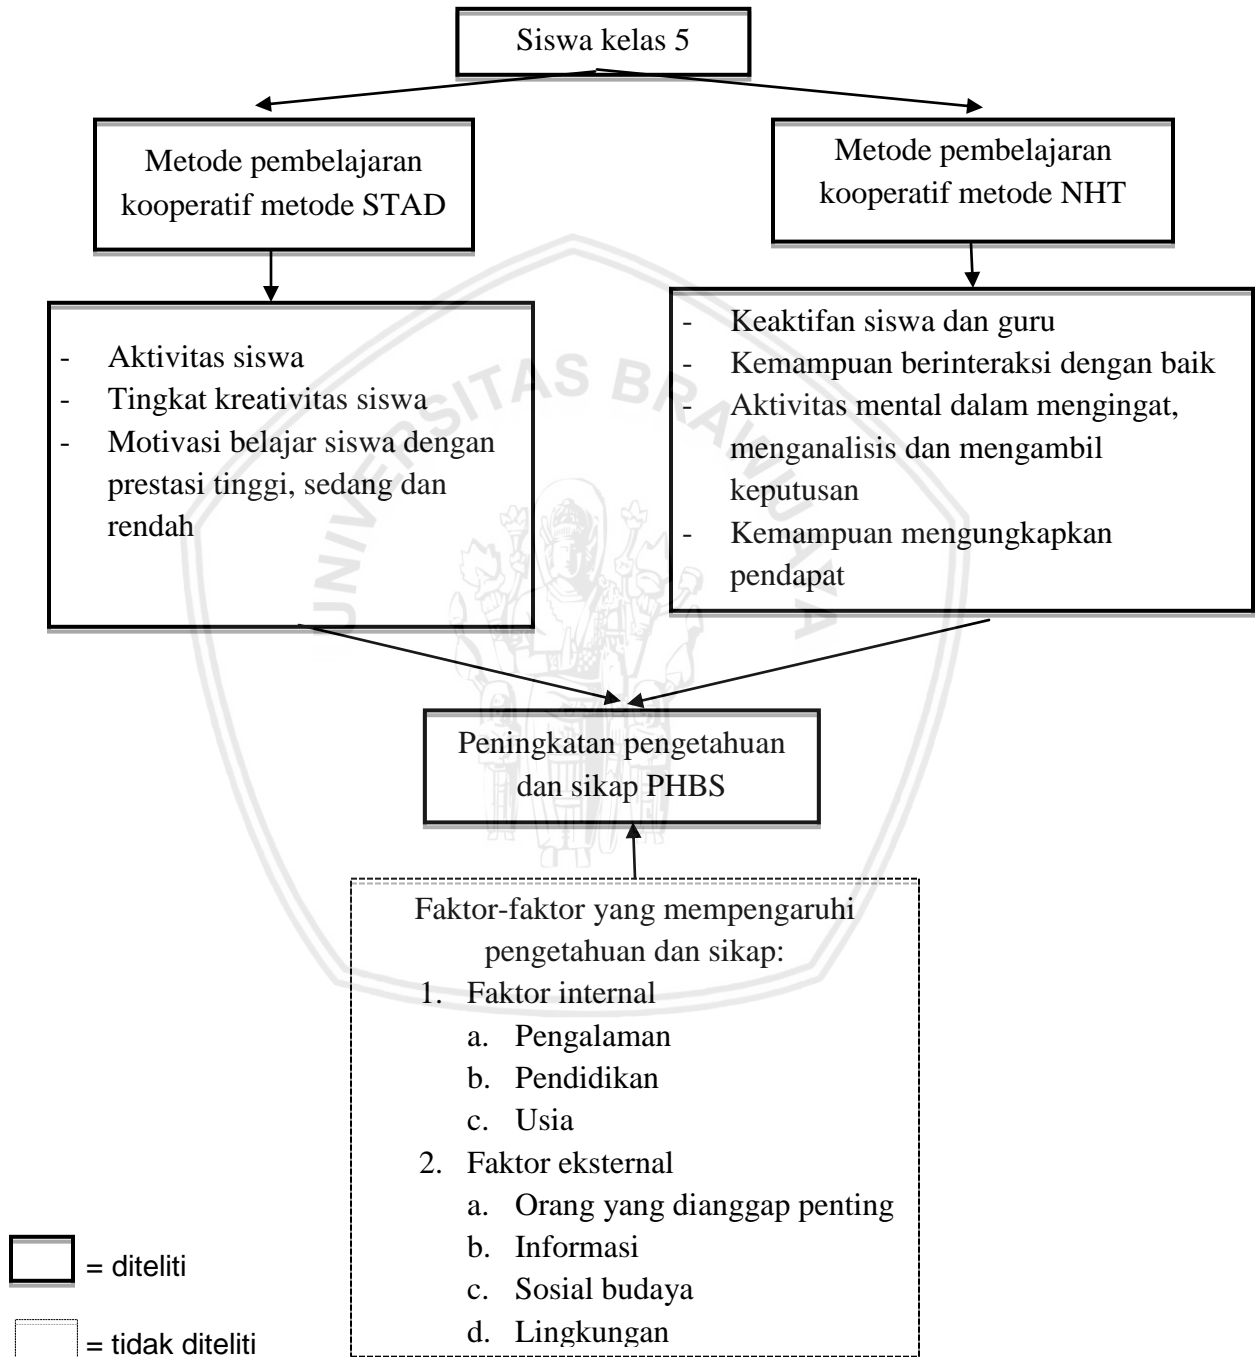 Siswa kelas 5
Metode pembelajaran
kooperatif metode STAD
Metode pembelajaran
kooperatif metode NHT
- Aktivitas siswa
- Tingkat kreativitas siswa
- Motivasi belajar siswa dengan
prestasi tinggi, sedang dan
rendah
- Keaktifan siswa dan guru
- Kemampuan berinteraksi dengan baik
- Aktivitas mental dalam mengingat,
menganalisis dan mengambil
keputusan
- Kemampuan mengungkapkan
pendapat
UNIVERSITAS BRAWIJAYA
Peningkatan pengetahuan
dan sikap PHBS
Faktor-faktor yang mempengaruhi
pengetahuan dan sikap:
1. Faktor internal
a. Pengalaman
b. Pendidikan
c. Usia
2. Faktor eksternal
a. Orang yang dianggap penting
b. Informasi
c. Sosial budaya
d. Lingkungan
= diteliti
= tidak diteliti